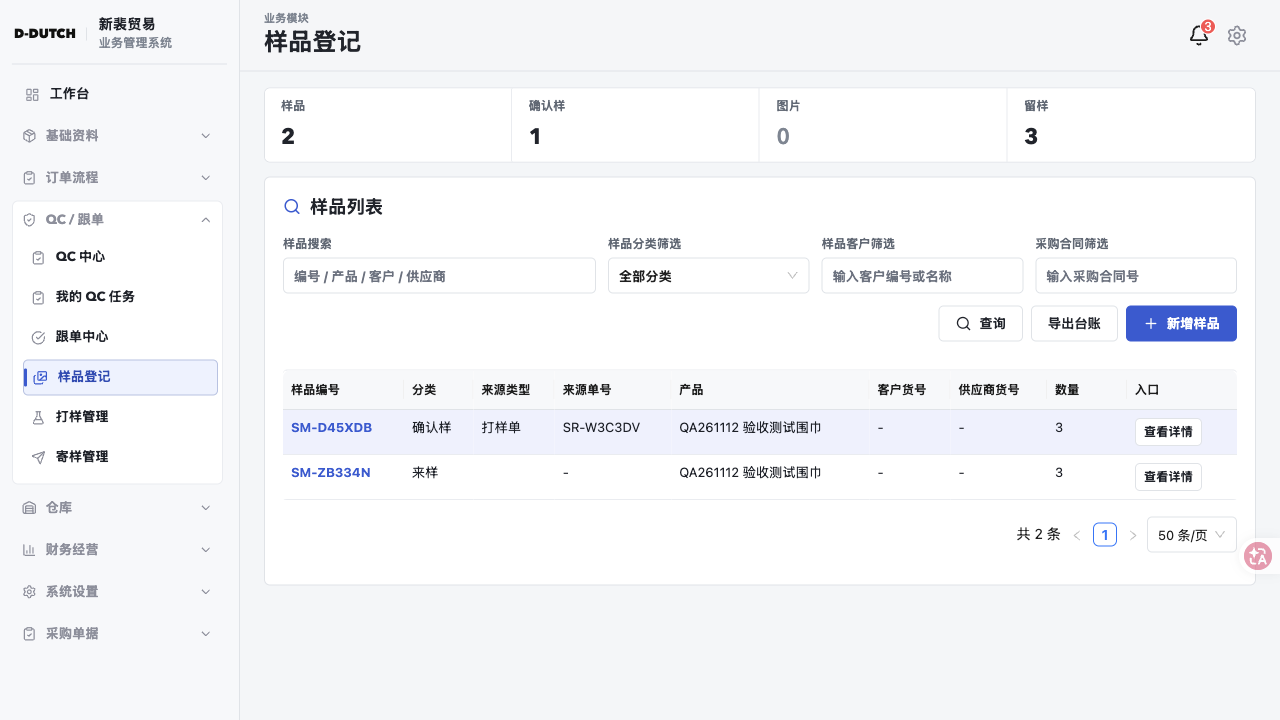 D-DUTCH
新裴贸易
业务管理系统
工作台
基础资料
订单流程
QC / 跟单
QC 中心
我的 QC 任务
跟单中心
样品登记
打样管理
寄样管理
仓库
财务经营
系统设置
采购单据
业务模块
样品登记
3
样品
2
确认样
1
图片
0
留样
3
样品列表
样品搜索
编号 / 产品 / 客户 / 供应商
样品分类筛选
全部分类
样品客户筛选
输入客户编号或名称
采购合同筛选
输入采购合同号
查询
导出台账
新增样品
样品编号 分类 来源类型 来源单号 产品 客户货号 供应商货号 数量 入口
SM-D45XDB 确认样 打样单 SR-W3C3DV QA261112 验收测试围巾 - - 3 查看详情
SM-ZB334N 来样 - QA261112 验收测试围巾 - - 3 查看详情
共 2 条 1 50 条/页